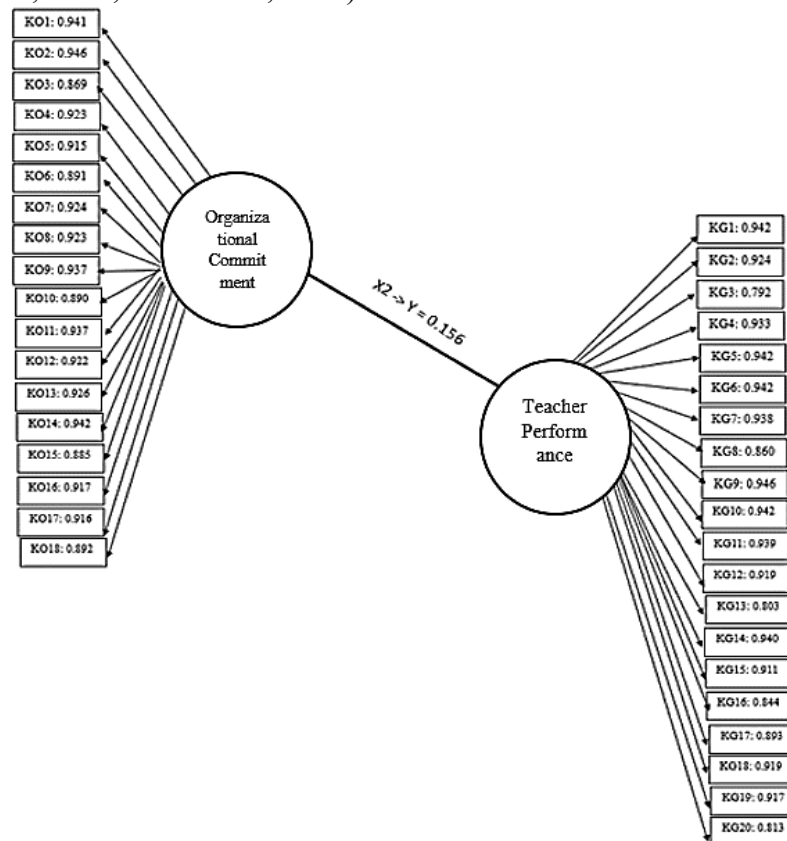 KO1: 0.941
KO2: 0.946
KO3: 0.869
KO4: 0.923
KO5: 0.915
KO6: 0.891
KO7: 0.924
KO8: 0.923
KO9: 0.937
KO10: 0.890
KO11: 0.937
KO12: 0.922
KO13: 0.926
KO14: 0.942
KO15: 0.885
KO16: 0.917
KO17: 0.916
KO18: 0.892
Organiza
tional
Commit
ment
X2 -> Y = 0.156
Teacher
Perform
ance
KG1: 0.942
KG2: 0.924
KG3: 0.792
KG4: 0.933
KG5: 0.942
KG6: 0.942
KG7: 0.938
KG8: 0.860
KG9: 0.946
KG10: 0.942
KG11: 0.939
KG12: 0.919
KG13: 0.803
KG14: 0.940
KG15: 0.911
KG16: 0.844
KG17: 0.893
KG18: 0.919
KG19: 0.917
KG20: 0.813